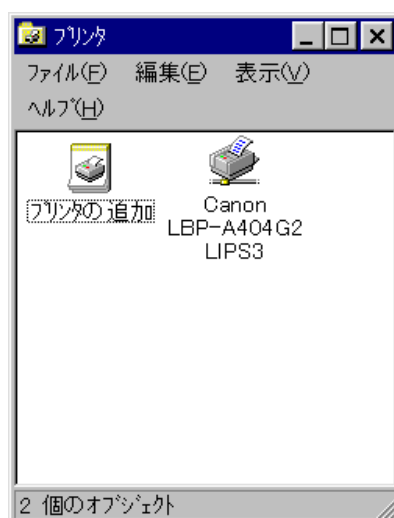 プリンタ
ファイル(F) 編集(E) 表示(V)
ヘルプ(H)
プリンタの追加
Canon
LBP-A404G2
LIPS3
2 個のオブジェクト